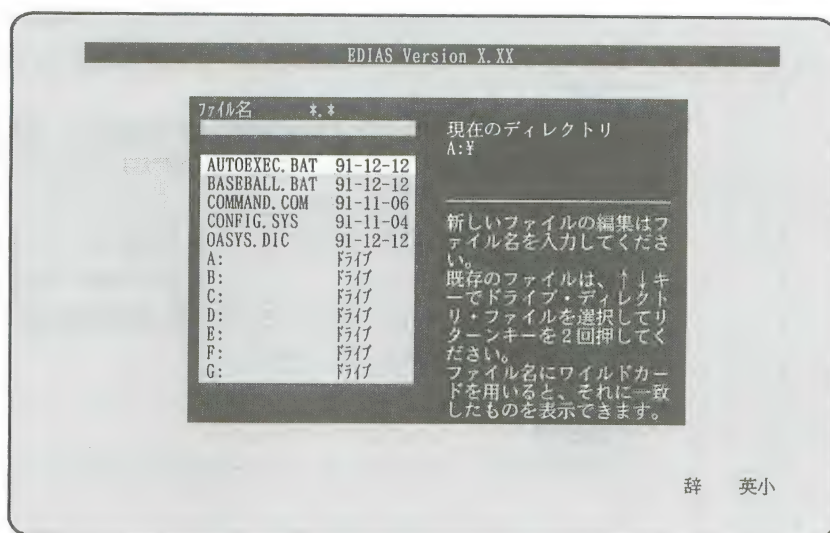 EDIAS Version X.XX
ﾌｧｲﾙ名 *.*
AUTOEXEC.BAT 91-12-12
BASEBALL.BAT 91-12-12
COMMAND.COM 91-11-06
CONFIG.SYS 91-11-04
OASYS.DIC 91-12-12
A: ﾄﾞﾗｲﾌﾞ
B: ﾄﾞﾗｲﾌﾞ
C: ﾄﾞﾗｲﾌﾞ
D: ﾄﾞﾗｲﾌﾞ
E: ﾄﾞﾗｲﾌﾞ
F: ﾄﾞﾗｲﾌﾞ
G: ﾄﾞﾗｲﾌﾞ
現在のディレクトリ
A:¥
新しいファイルの編集はフ
ァイル名を入力してくださ
い。
既存のファイルは、↑↓キ
ーでドライブ・ディレクト
リ・ファイルを選択してリ
ターンキーを2回押してく
ださい。
ファイル名にワイルドカー
ドを用いると、それに一致
したものを表示できます。
辞 英小